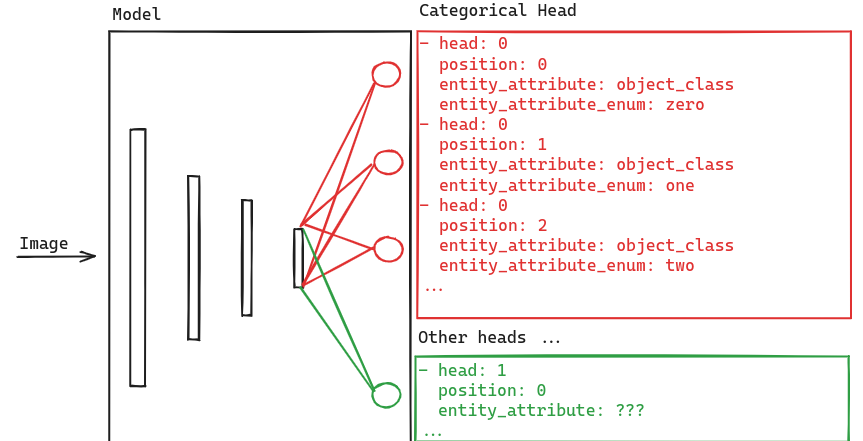 Model
Image
Categorical Head
- head: 0
position: 0
entity_attribute: object_class
entity_attribute_enum: zero
- head: 0
position: 1
entity_attribute: object_class
entity_attribute_enum: one
- head: 0
position: 2
entity_attribute: object_class
entity_attribute_enum: two
...
Other heads ...
- head: 1
position: 0
entity_attribute: ???
...